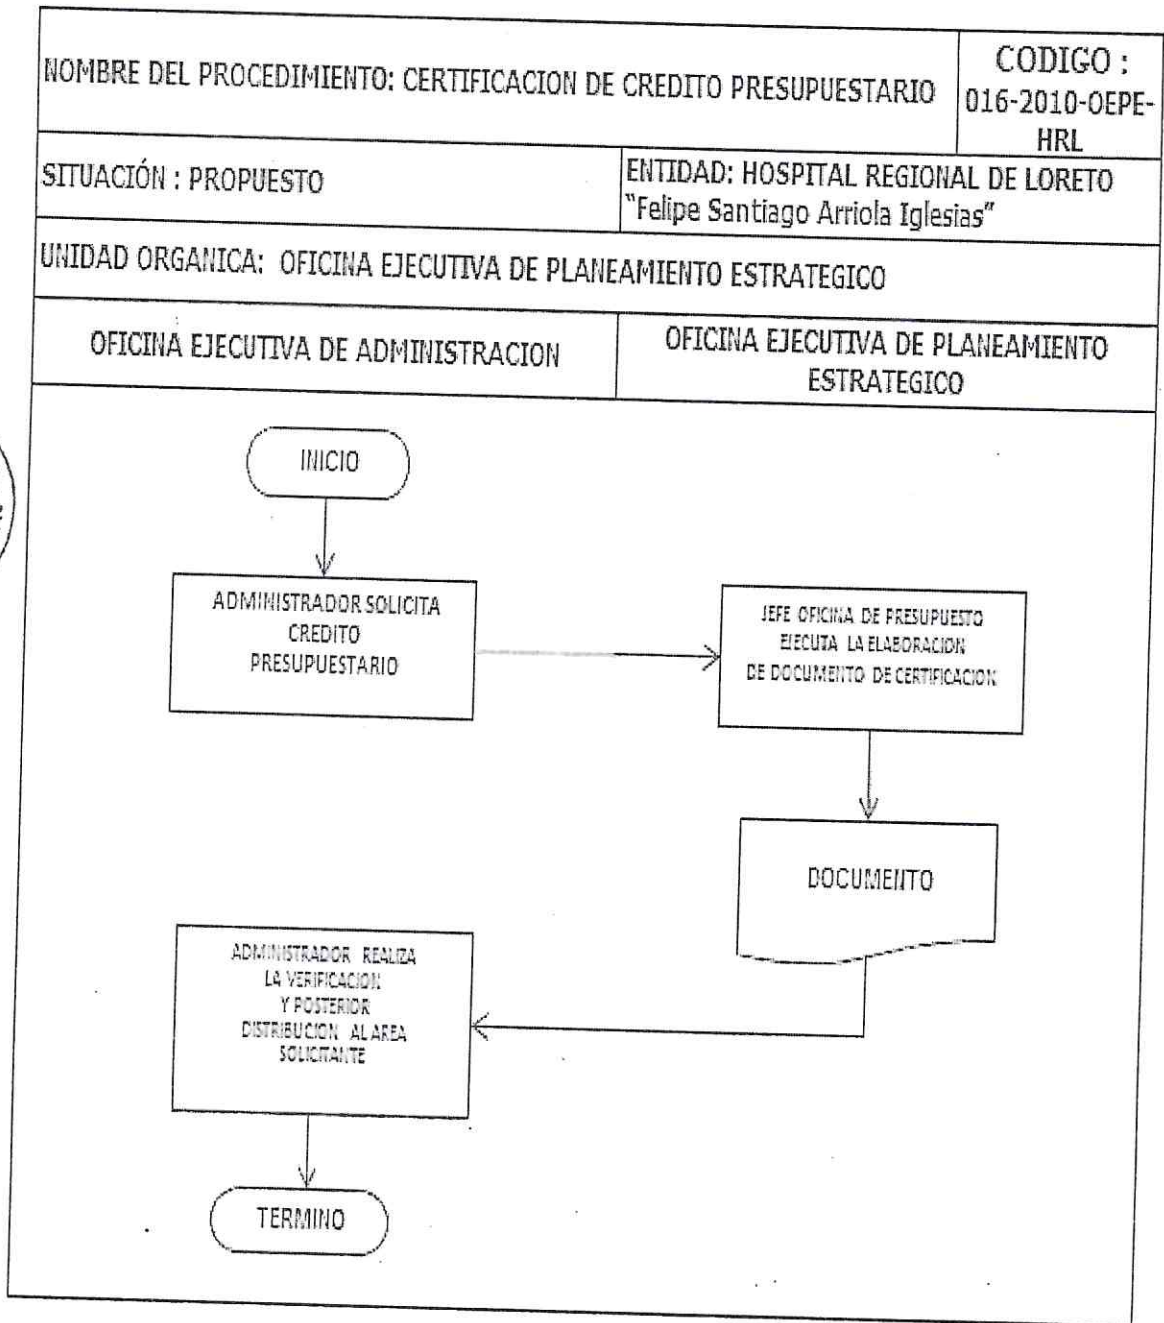 NOMBRE DEL PROCEDIMIENTO: CERTIFICACION DE CREDITO PRESUPUESTARIO
CODIGO :
016-2010-OEPE-
HRL
SITUACIÓN : PROPUESTO
ENTIDAD: HOSPITAL REGIONAL DE LORETO
"Felipe Santiago Arriola Iglesias"
UNIDAD ORGANICA: OFICINA EJECUTIVA DE PLANEAMIENTO ESTRATEGICO
OFICINA EJECUTIVA DE ADMINISTRACION
OFICINA EJECUTIVA DE PLANEAMIENTO
ESTRATEGICO
INICIO
ADMINISTRADOR SOLICITA
CREDITO
PRESUPUESTARIO
JEFE OFICINA DE PRESUPUESTO
EJECUTA LA ELABORACION
DE DOCUMENTO DE CERTIFICACION
DOCUMENTO
ADMINISTRADOR REALIZA
LA VERIFICACION
Y POSTERIOR
DISTRIBUCION AL AREA
SOLICITANTE
TERMINO